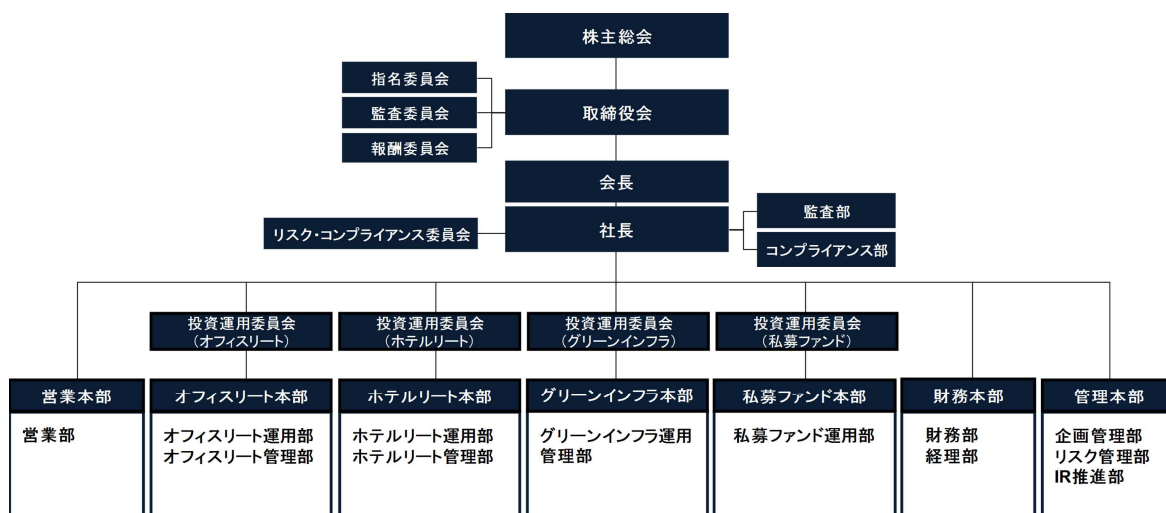 株主総会
指名委員会
監査委員会
報酬委員会
取締役会
会長
社長
リスク・コンプライアンス委員会
監査部
コンプライアンス部
投資運用委員会
(オフィスリート)
投資運用委員会
(ホテルリート)
投資運用委員会
(グリーンインフラ)
投資運用委員会
(私募ファンド)
営業本部
営業部
オフィスリート本部
オフィスリート運用部
オフィスリート管理部
ホテルリート本部
ホテルリート運用部
ホテルリート管理部
グリーンインフラ本部
グリーンインフラ運用
管理部
私募ファンド本部
私募ファンド運用部
財務本部
財務部
経理部
管理本部
企画管理部
リスク管理部
IR推進部